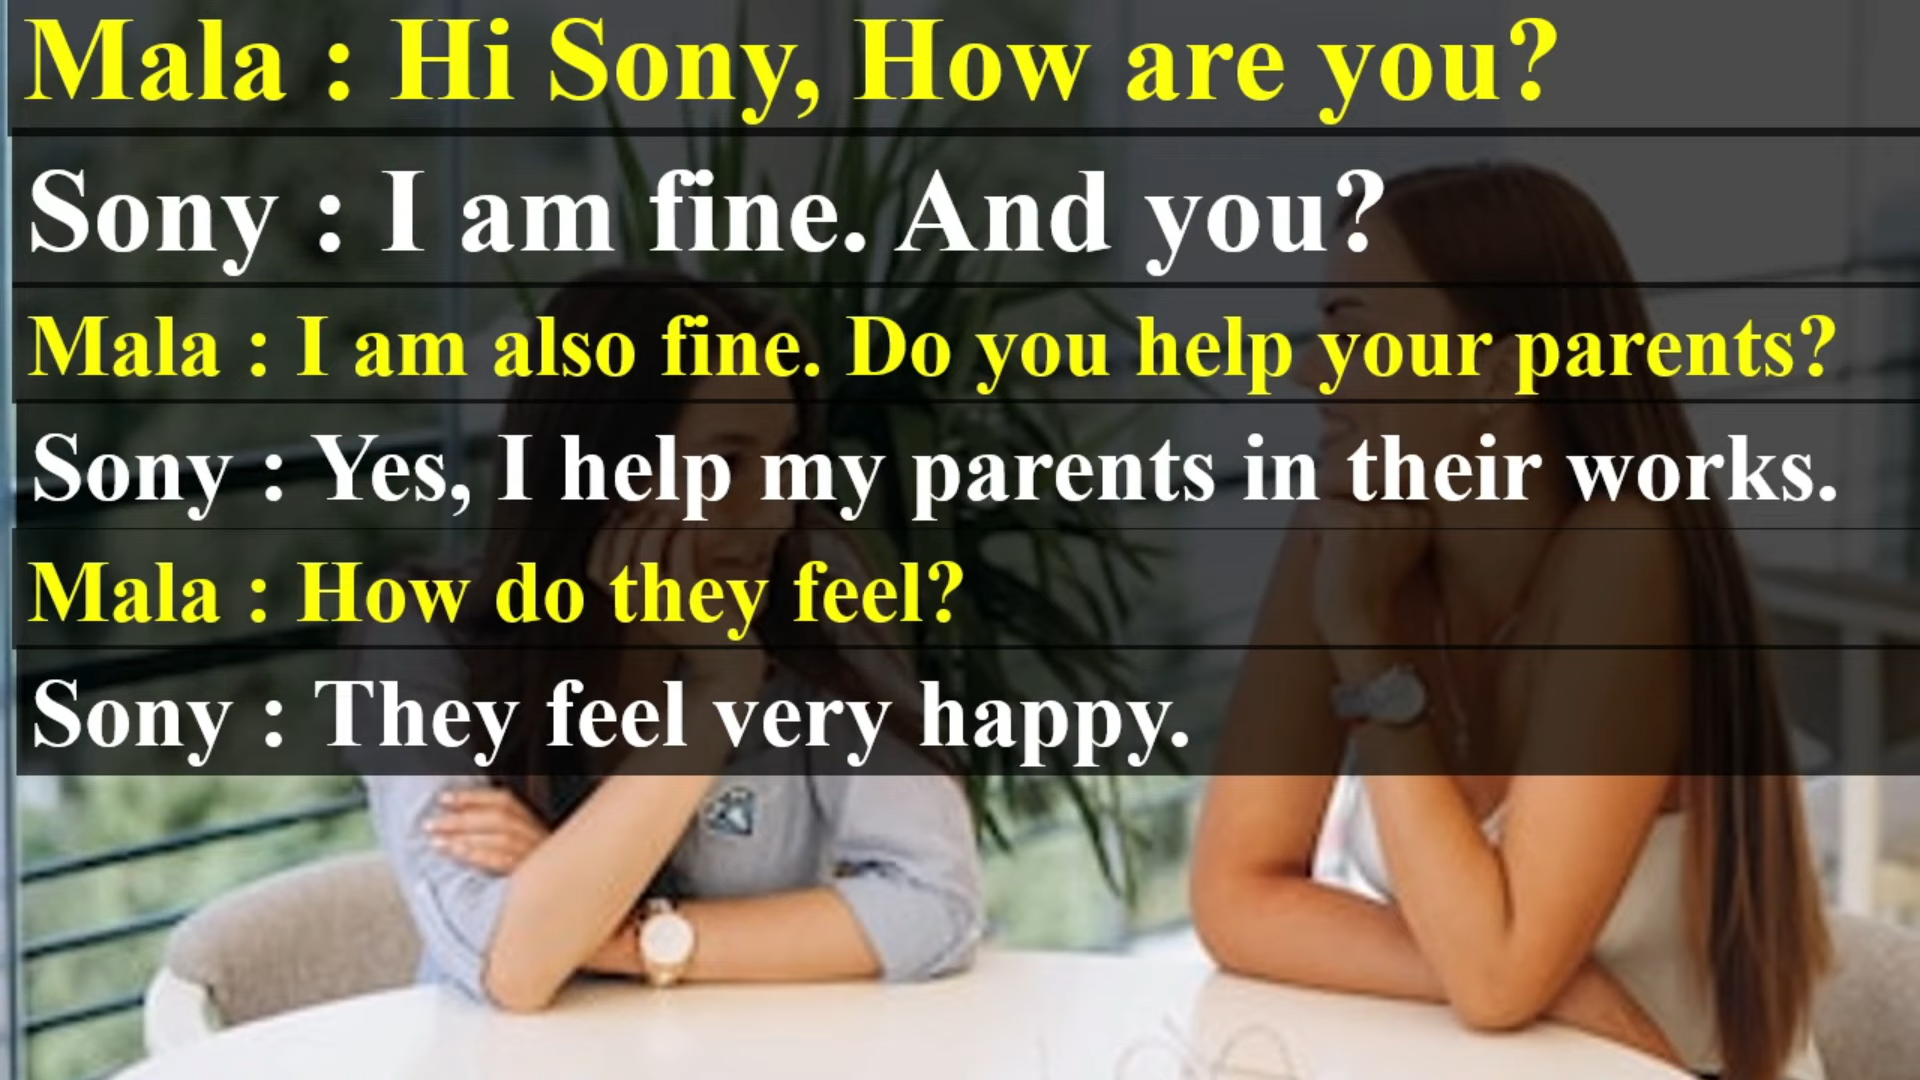 Mala : Hi Sony, How are you?
Sony : I am fine. And you?
Mala : I am also fine. Do you help your parents?
Sony : Yes, I help my parents in their works.
Mala : How do they feel?
Sony : They feel very happy.